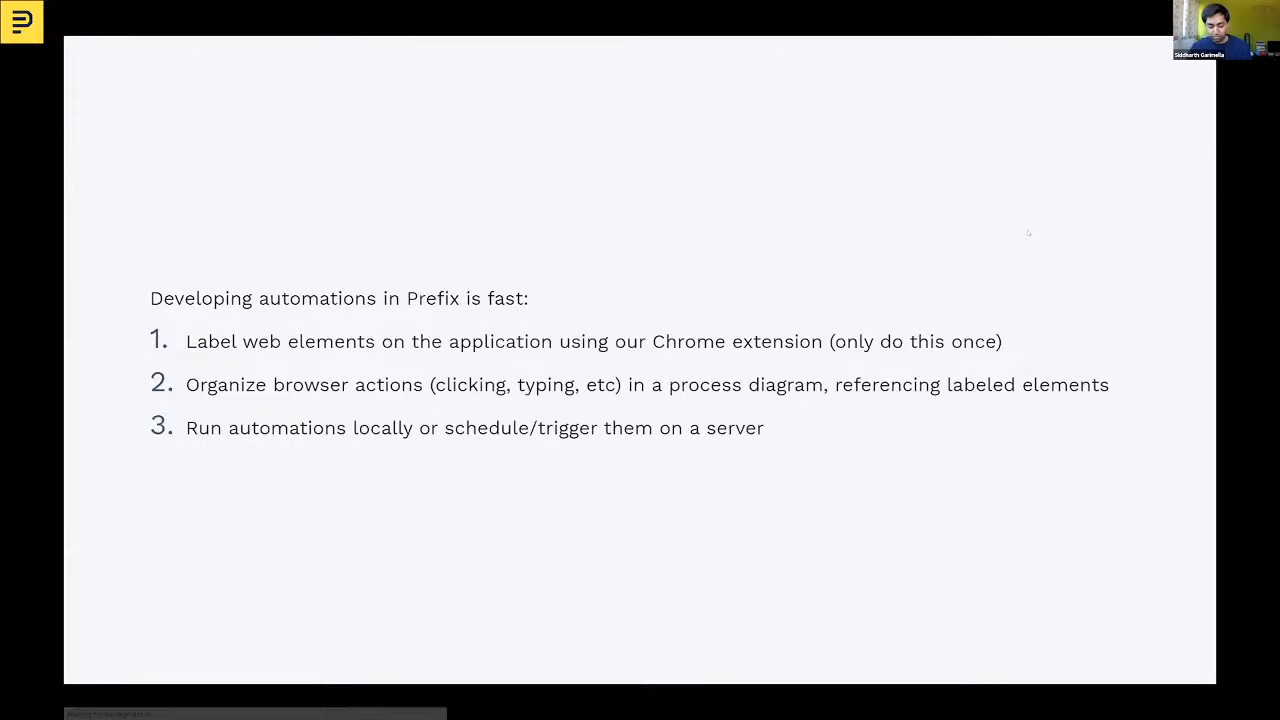 Siddharth Garimella
Developing automations in Prefix is fast:
1. Label web elements on the application using our Chrome extension (only do this once)
2. Organize browser actions (clicking, typing, etc) in a process diagram, referencing labeled elements
3. Run automations locally or schedule/trigger them on a server